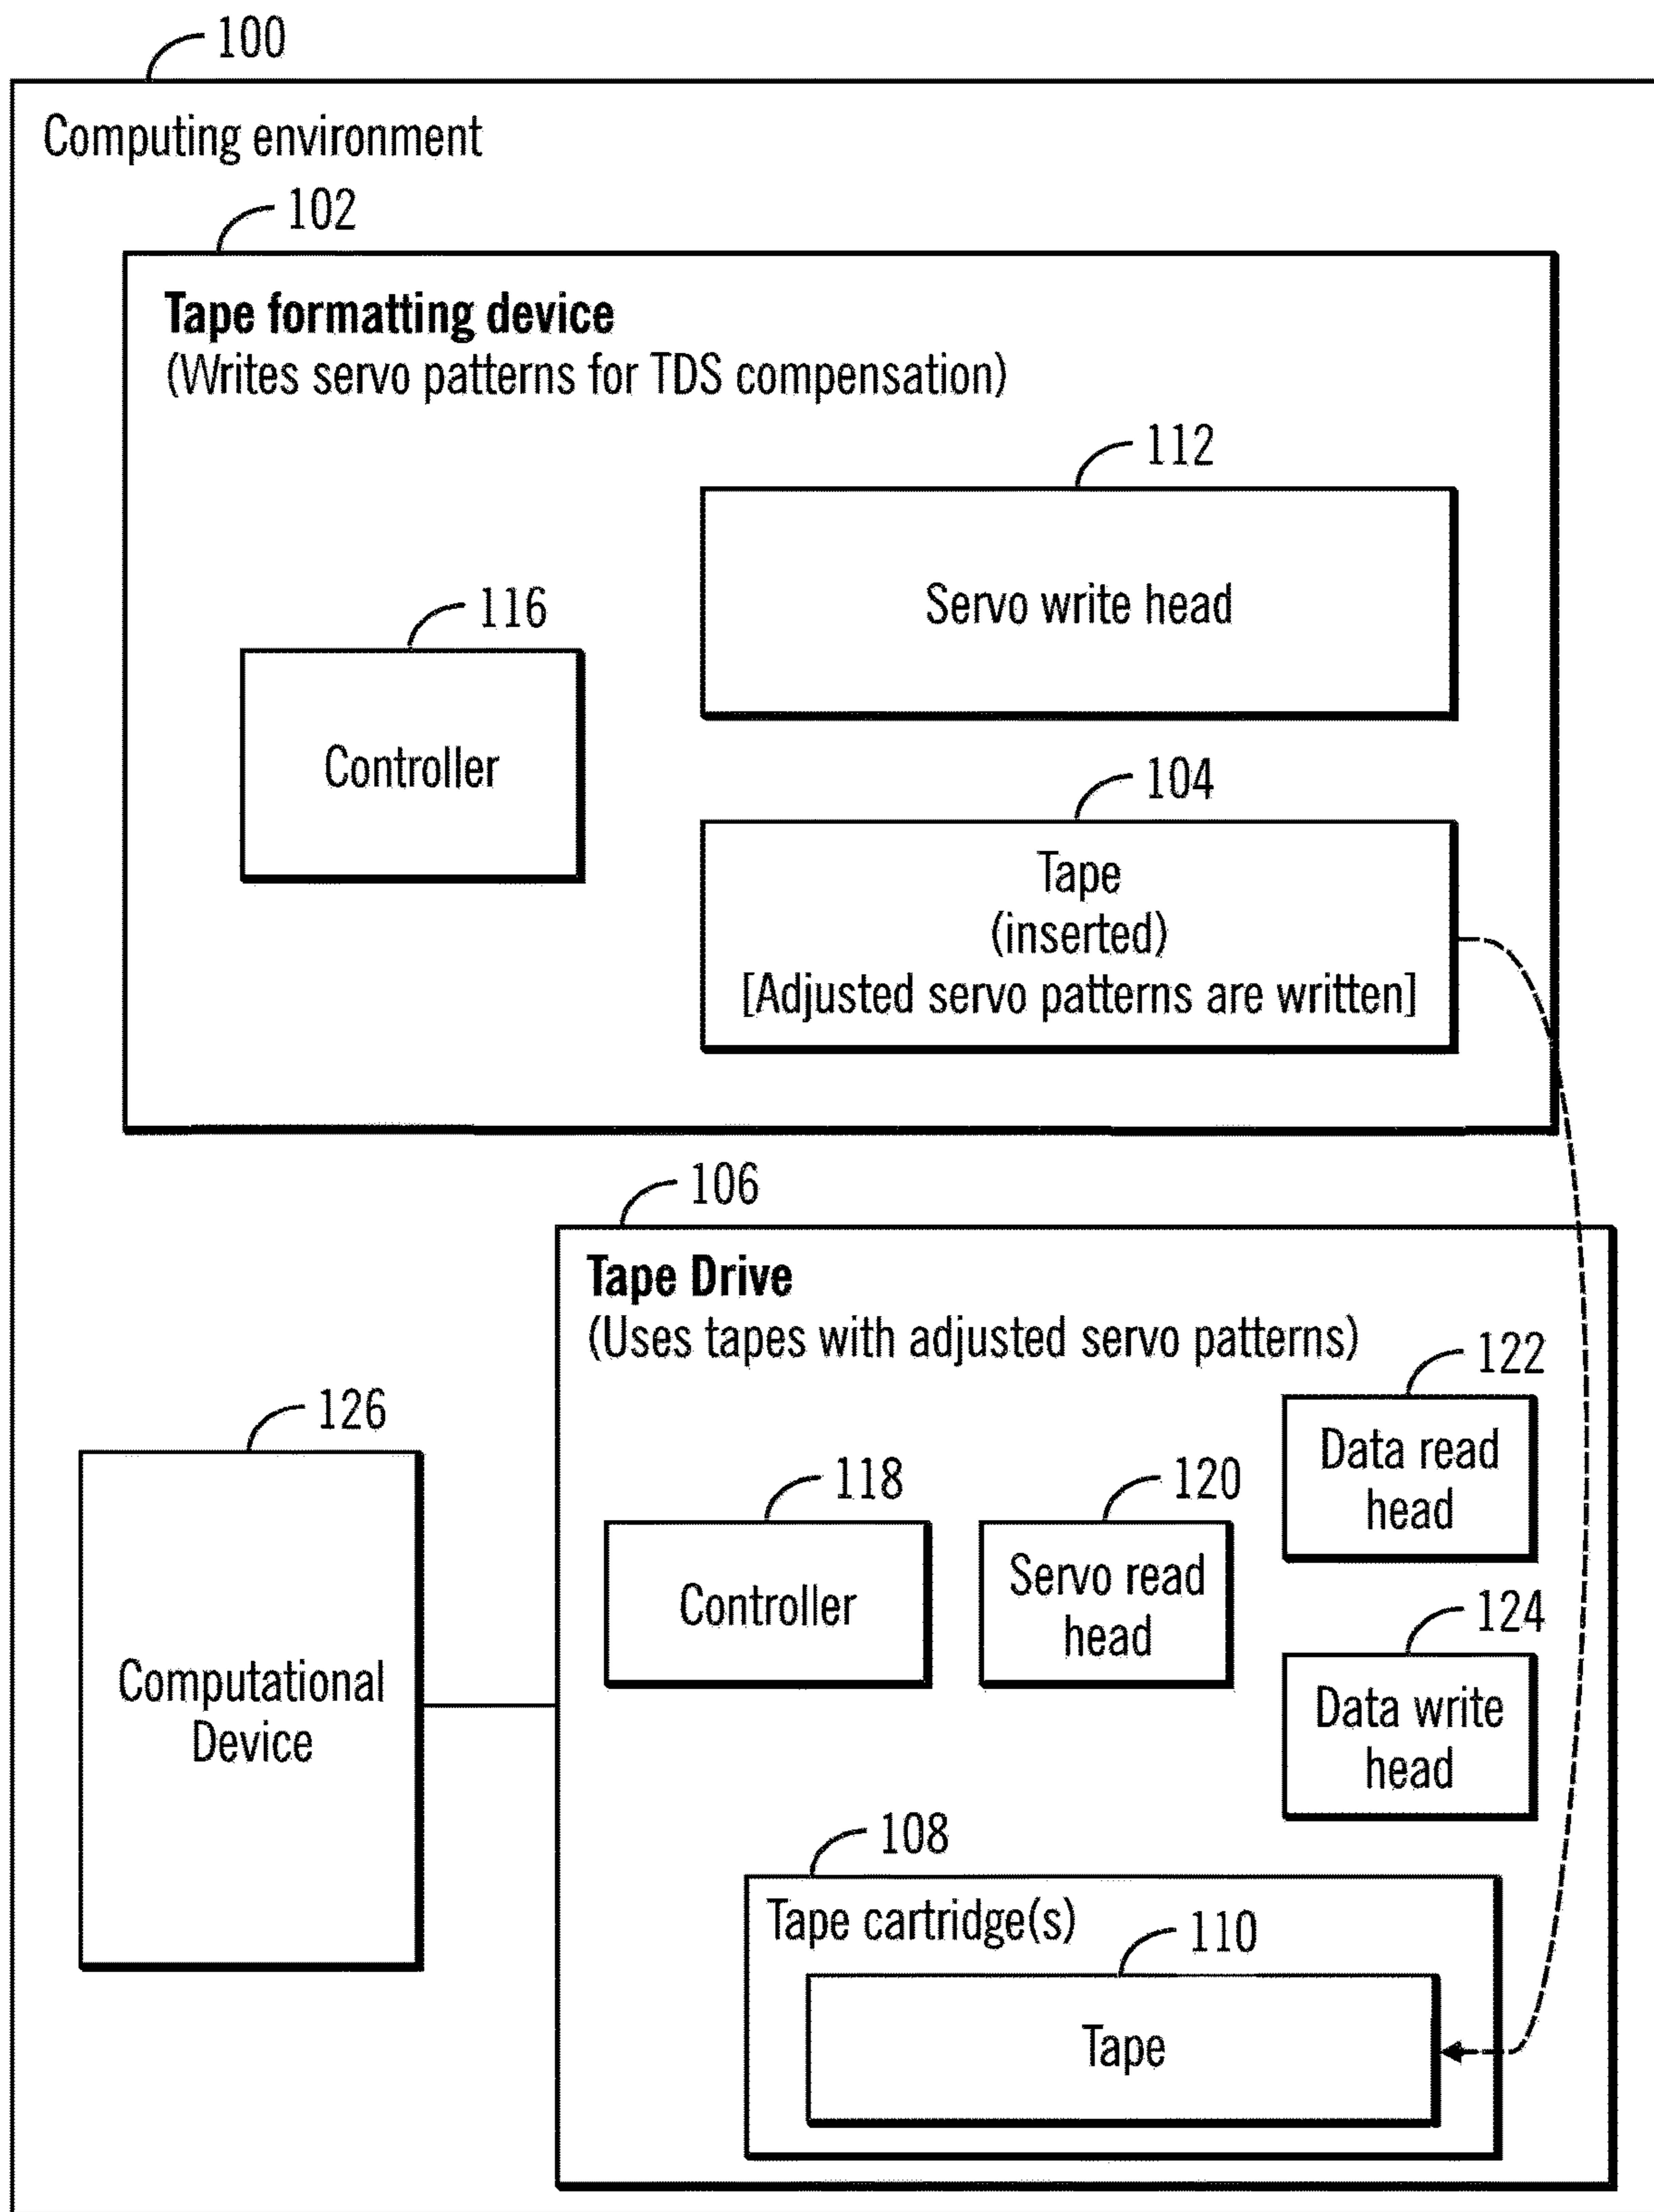 100
Computing environment
102
Tape formatting device
(Writes servo patterns for TDS compensation)
112
Servo write head
116
Controller
104
Tape
(inserted)
[Adjusted servo patterns are written]
106
Tape Drive
(Uses tapes with adjusted servo patterns)
122
Data read
head
126
Computational
Device
118
Controller
120
Servo read
head
124
Data write
head
108
Tape cartridge(s)
110
Tape